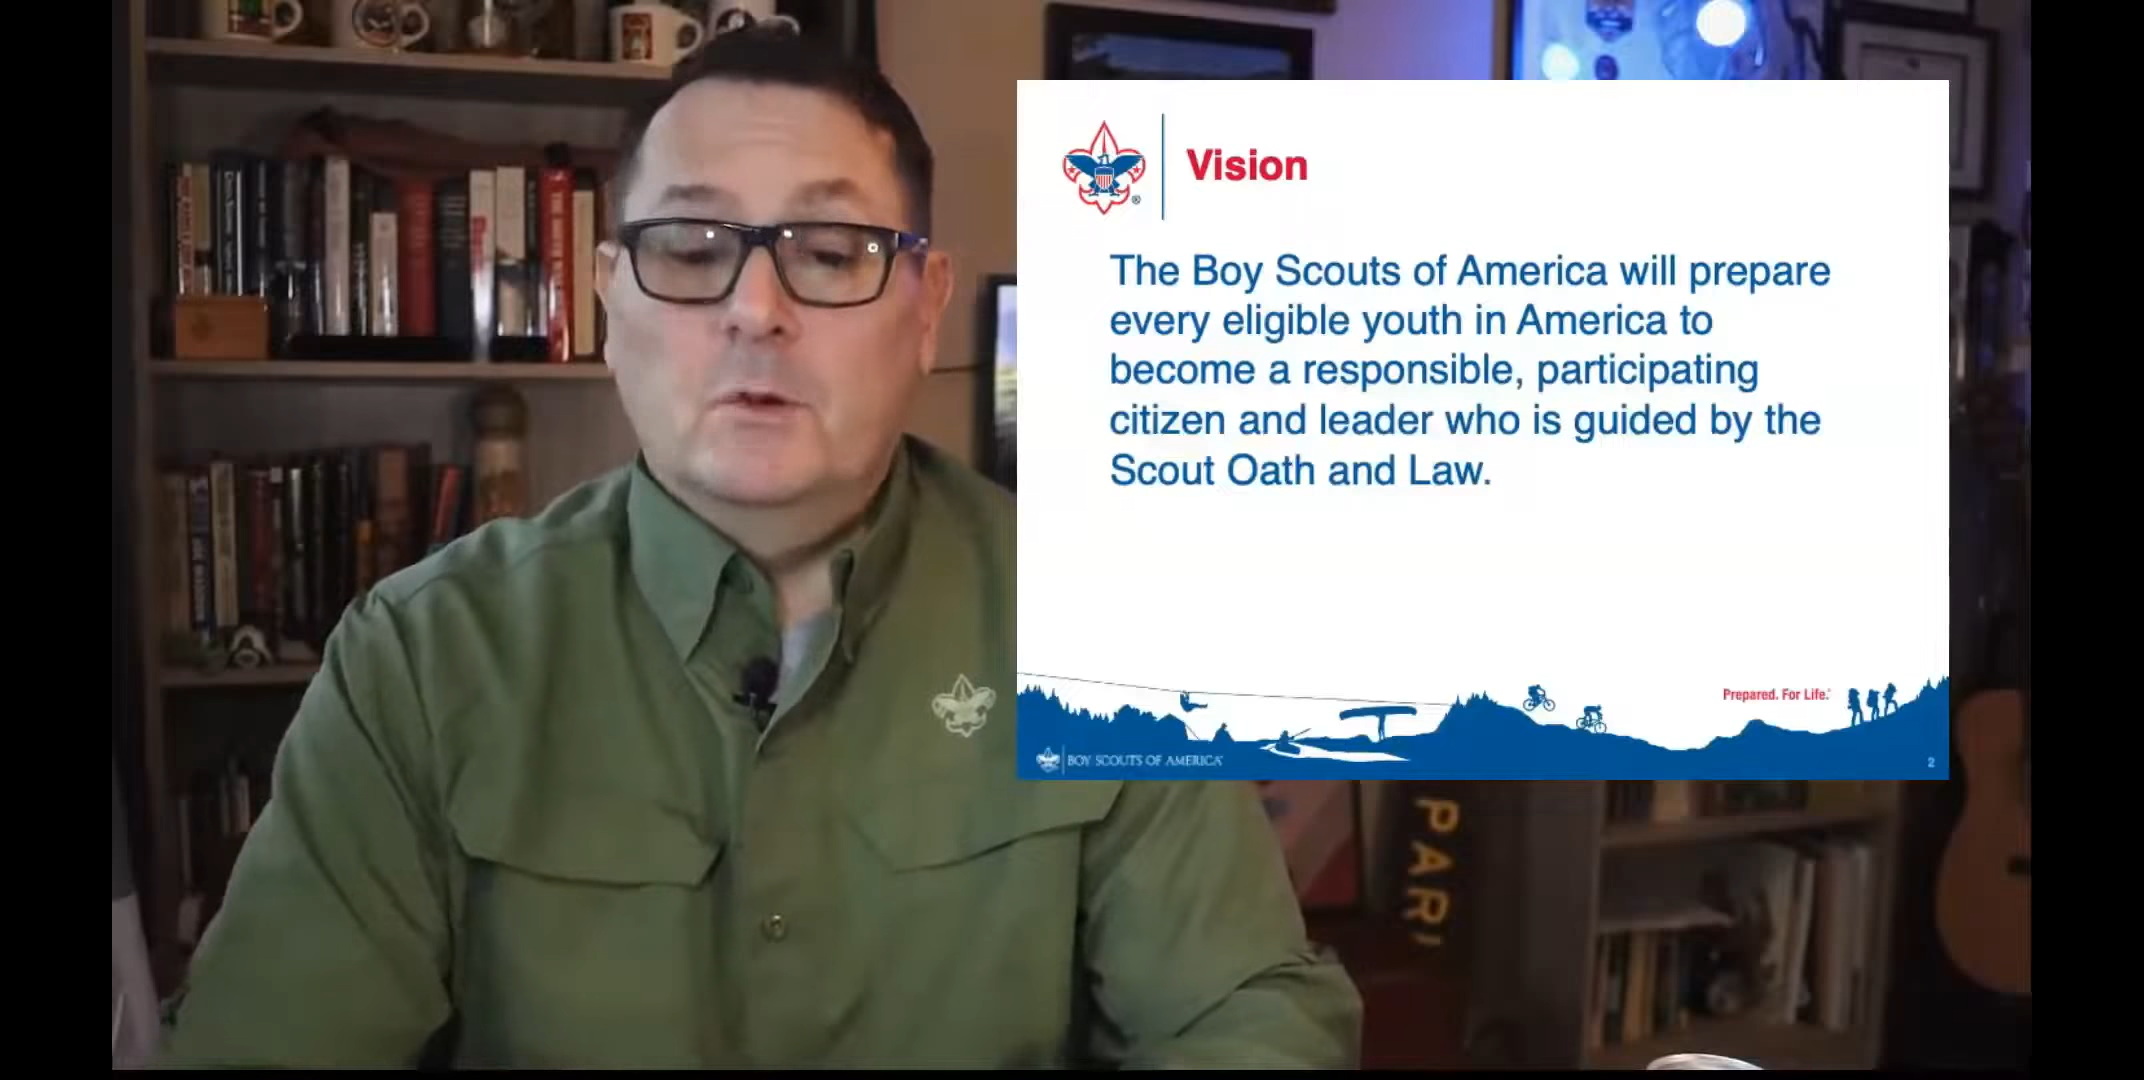 Vision
The Boy Scouts of America will prepare
every eligible youth in America to
become a responsible, participating
citizen and leader who is guided by the
Scout Oath and Law.
Prepared. For Life.
BOY SCOUTS OF AMERICA
2
PARI